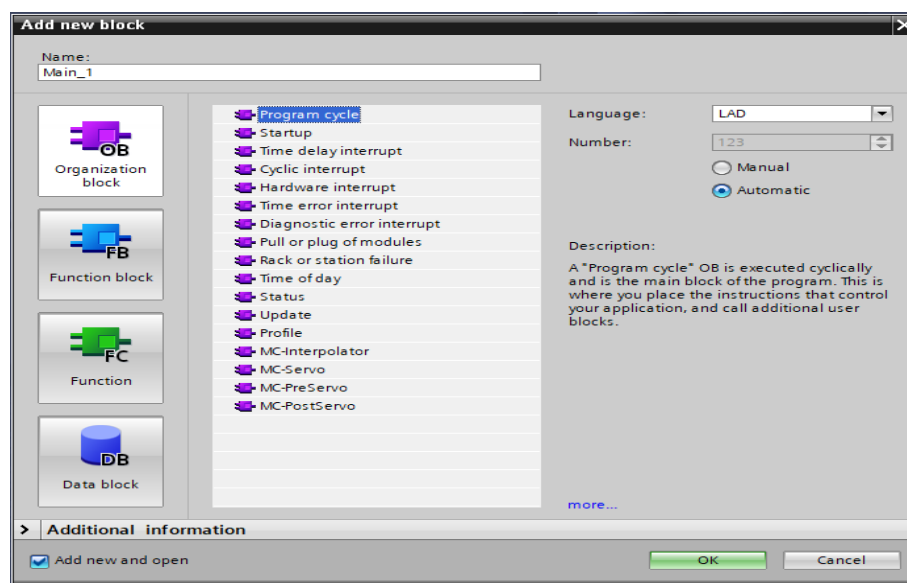 Add new block
Name:
Main_1
OB
Organization
block
FB
Function block
FC
Function
DB
Data block
Program cycle
Startup
Time delay interrupt
Cyclic interrupt
Hardware interrupt
Time error interrupt
Diagnostic error interrupt
Pull or plug of modules
Rack or station failure
Time of day
Status
Update
Profile
MC-Interpolator
MC-Servo
MC-PreServo
MC-PostServo
Language:
LAD
Number:
123
Manual
Automatic
Description:
A "Program cycle" OB is executed cyclically
and is the main block of the program. This is
where you place the instructions that control
your application, and call additional user
blocks.
more...
Additional information
Add new and open
OK
Cancel